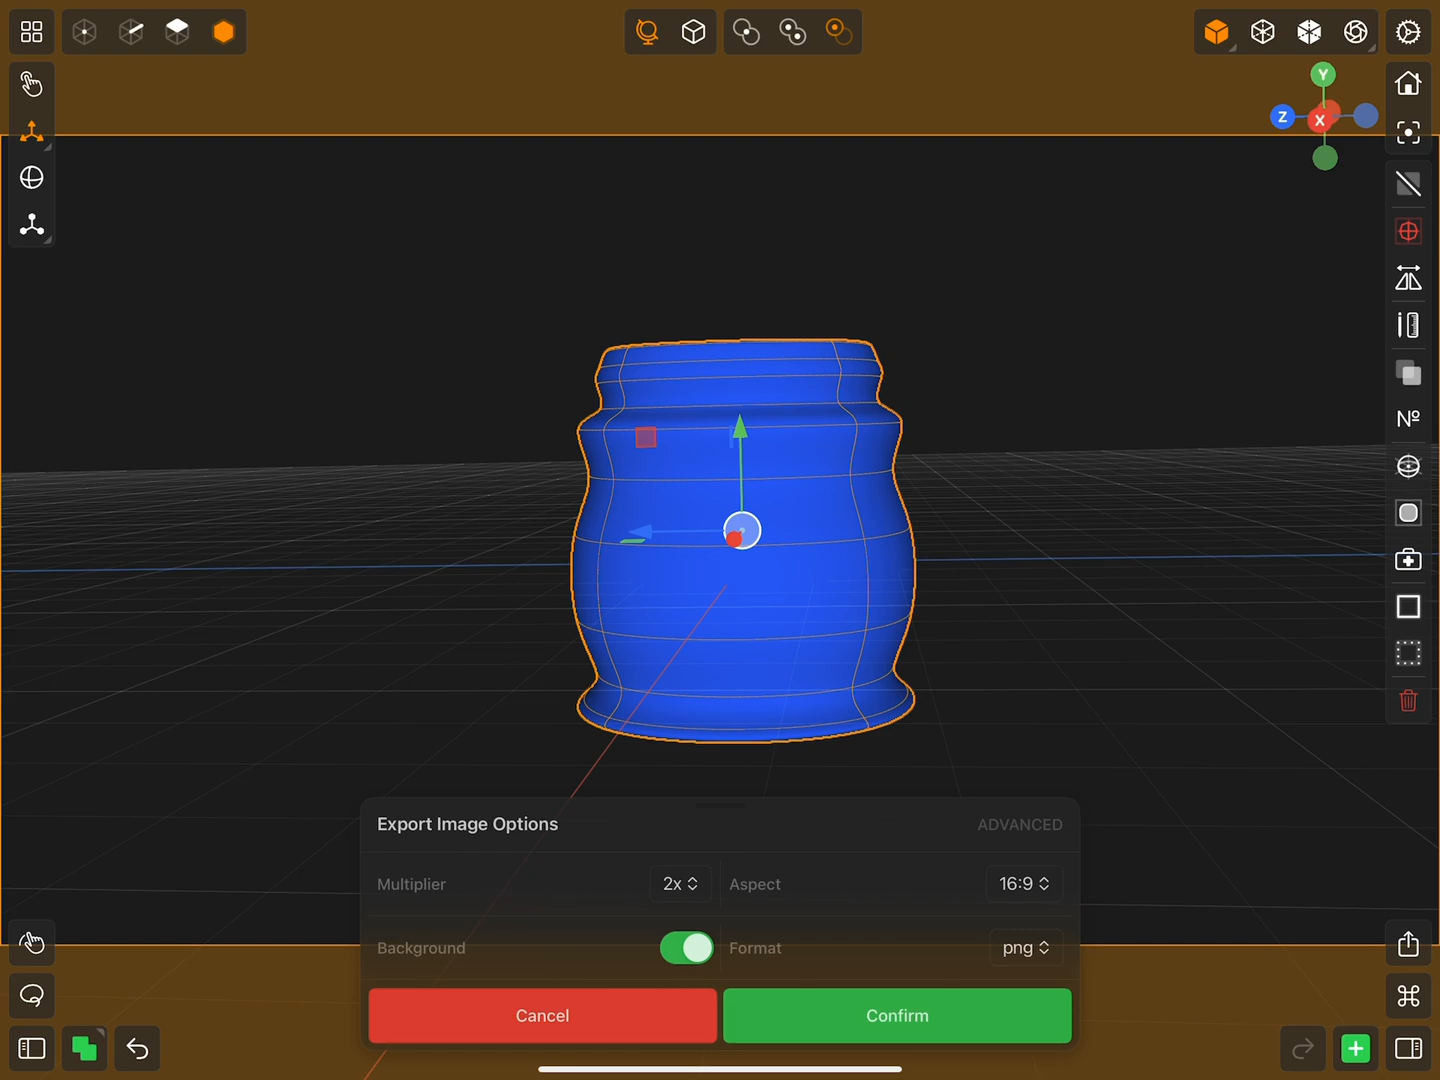 Y
Z
X
Nº
Export Image Options
ADVANCED
Multiplier
2x
Aspect
16:9
Background
Format
png
Cancel
Confirm